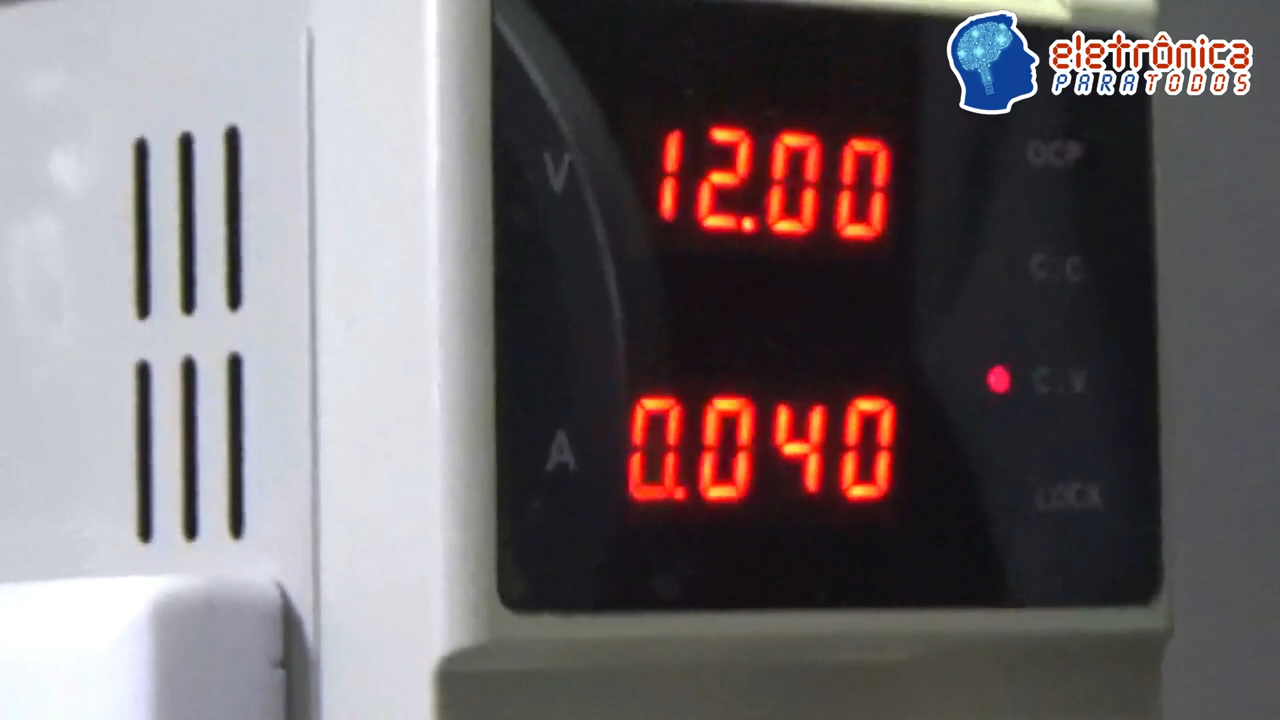 eletrônica
PARATODOS
V
12.00
OCP
C.C
C.V
A
0.040
LOCK